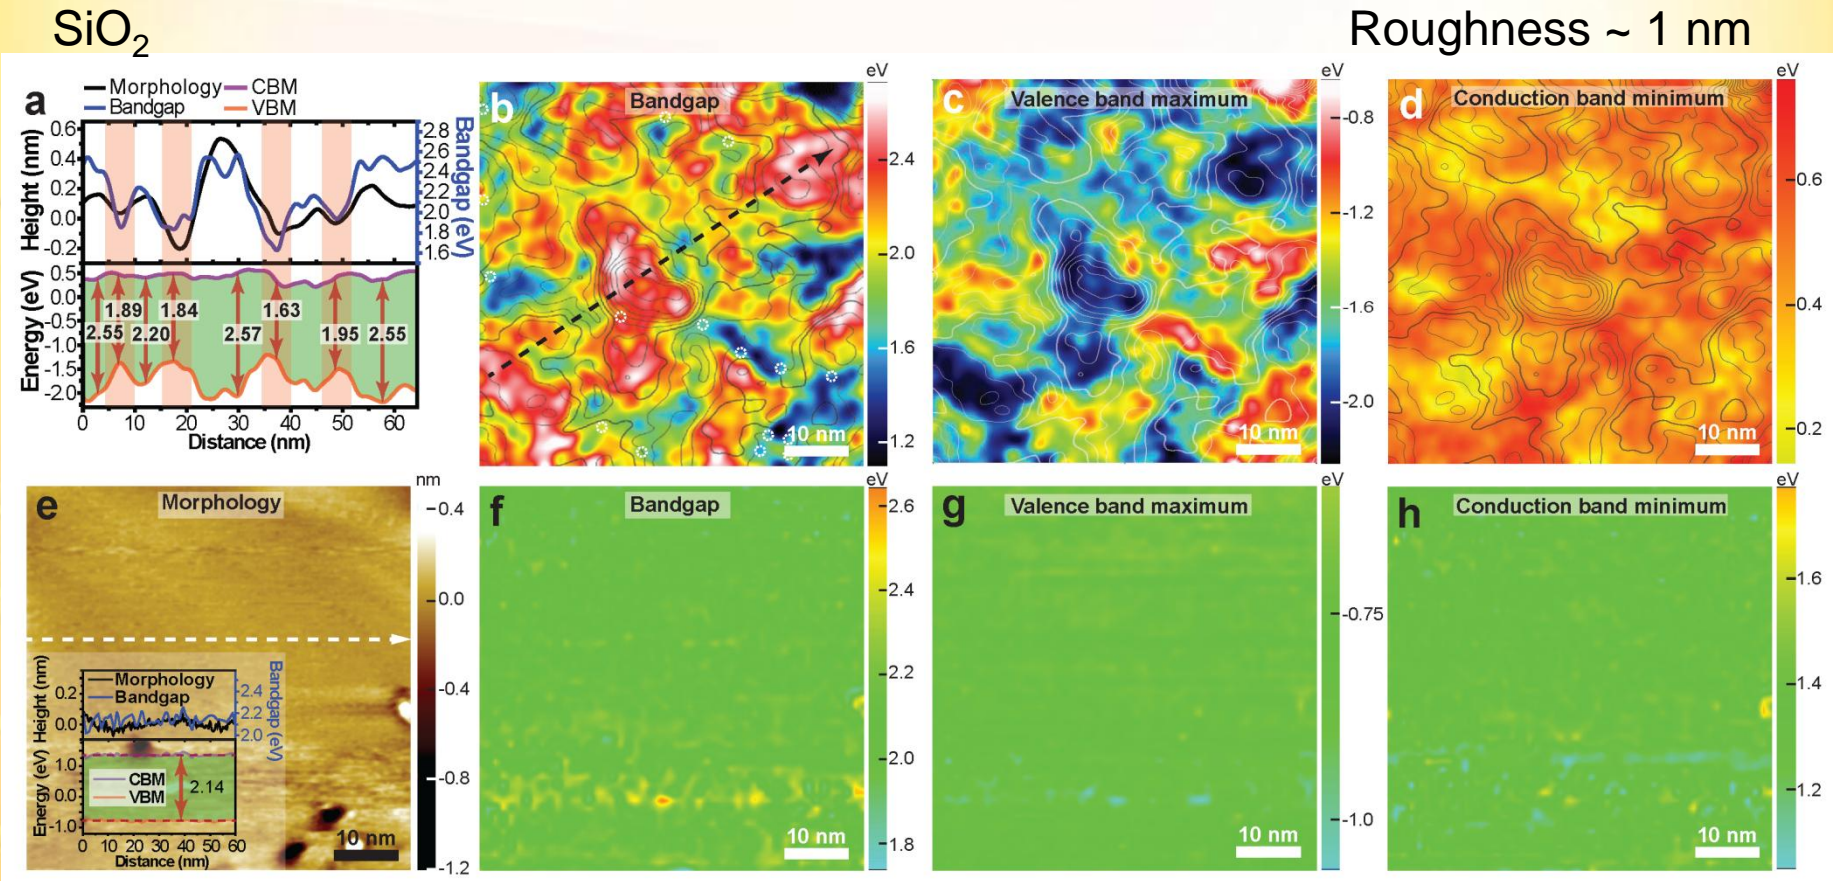 SiO2
Roughness ~ 1 nm
a
Morphology
CBM
Bandgap
VBM
Height (nm)
0.6
0.4
0.2
0.0
-0.2
Bandgap (eV)
2.8
2.6
2.4
2.2
2.0
1.8
1.6
Energy (eV)
0.5
0.0
-0.5
-1.0
-1.5
-2.0
1.89
1.84
1.63
2.55
2.20
2.57
1.95
2.55
0 10 20 30 40 50 60
Distance (nm)
b
Bandgap
eV
2.4
2.0
1.6
1.2
10 nm
c
Valence band maximum
eV
-0.8
-1.2
-1.6
-2.0
10 nm
d
Conduction band minimum
eV
0.6
0.4
0.2
10 nm
e
Morphology
nm
0.4
0.0
-0.4
-0.8
-1.2
Height (nm)
0.2
0.0
Morphology
Bandgap
Bandgap (eV)
2.4
2.2
2.0
Energy (eV)
1.0
0.0
-1.0
CBM
VBM
2.14
0 10 20 30 40 50 60
Distance (nm)
10 nm
f
Bandgap
eV
2.6
2.4
2.2
2.0
1.8
10 nm
g
Valence band maximum
eV
-0.75
-1.0
10 nm
h
Conduction band minimum
eV
1.6
1.4
1.2
10 nm